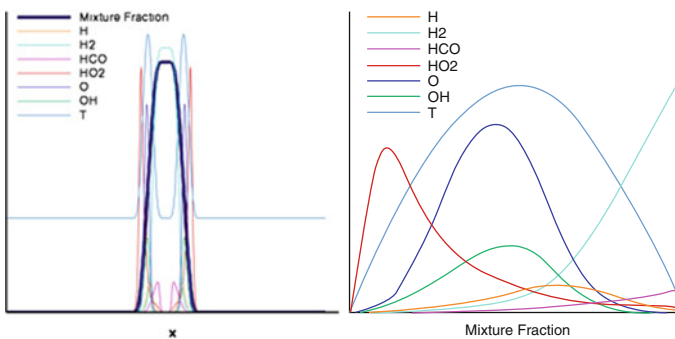 Mixture Fraction
H
H2
HCO
HO2
O
OH
T
x
H
H2
HCO
HO2
O
OH
T
Mixture Fraction